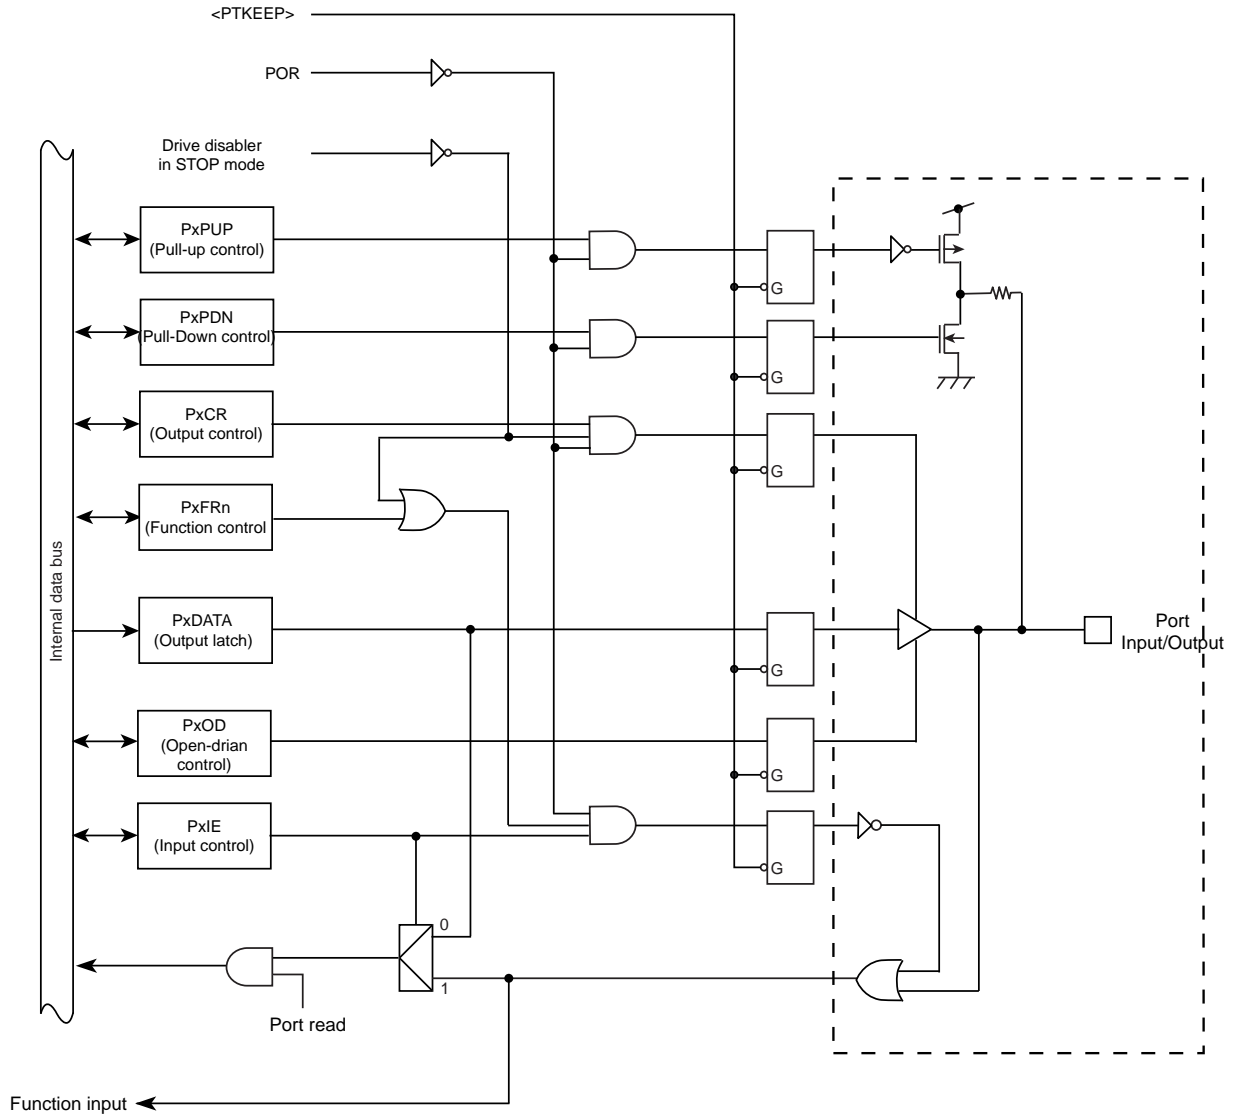 <PTKEEP>
POR
Drive disabler
in STOP mode
PxPUP
(Pull-up control)
G
PxPDN
(Pull-Down control)
G
PxCR
(Output control)
G
PxFRn
(Function control
Internal data bus
PxDATA
(Output latch)
G
Port
Input/Output
PxOD
(Open-drian
control)
G
PxIE
(Input control)
G
0
1
Port read
Function input